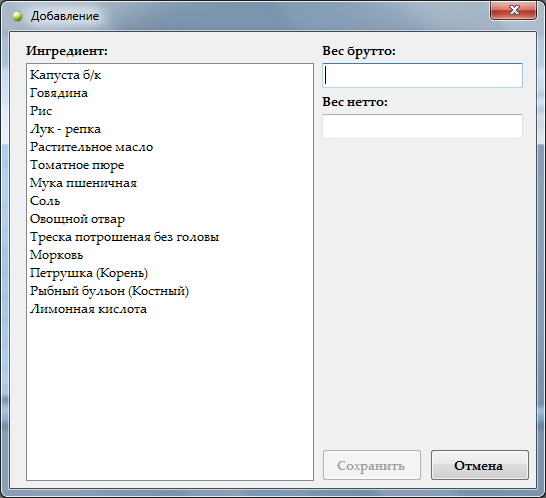 Добавление
Ингредиент:
Капуста б/к
Говядина
Рис
Лук - репка
Растительное масло
Томатное пюре
Мука пшеничная
Соль
Овощной отвар
Треска потрошеная без головы
Морковь
Петрушка (Корень)
Рыбный бульон (Костный)
Лимонная кислота
Вес брутто:
Вес нетто:
Сохранить
Отмена